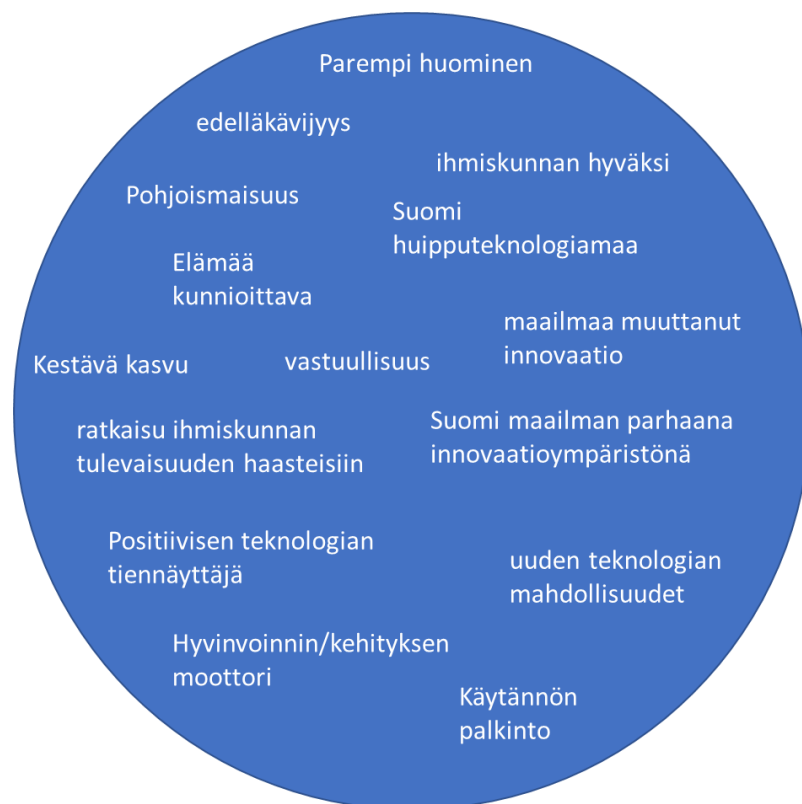 Parempi huominen
edelläkävijyys
ihmiskunnan hyväksi
Pohjoismaisuus
Suomi
huipputeknologiamaa
Elämää
kunnioittava
maailmaa muuttanut
innovaatio
Kestävä kasvu
vastuullisuus
Suomi maailman parhaana
innovaatioympäristönä
ratkaisu ihmiskunnan
tulevaisuuden haasteisiin
Positiivisen teknologian
tiennäyttäjä
uuden teknologian
mahdollisuudet
Hyvinvoinnin/kehityksen
moottori
Käytännön
palkinto